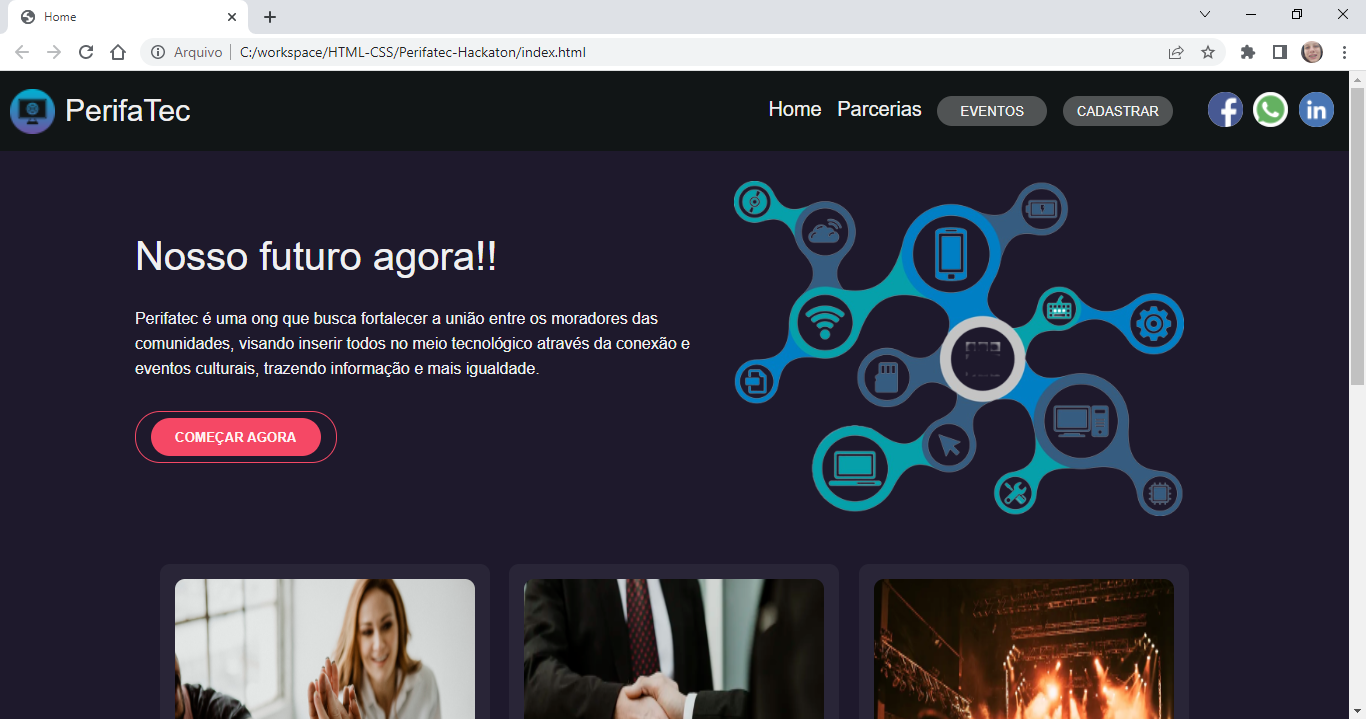 Home
Arquivo
C:/workspace/HTML-CSS/Perifatec-Hackaton/index.html
PerifaTec
Home Parcerias EVENTOS CADASTRAR
f in
Nosso futuro agora!!
Perifatec é uma ong que busca fortalecer a união entre os moradores das
comunidades, visando inserir todos no meio tecnológico através da conexão e
eventos culturais, trazendo informação e mais igualdade.
COMEÇAR AGORA